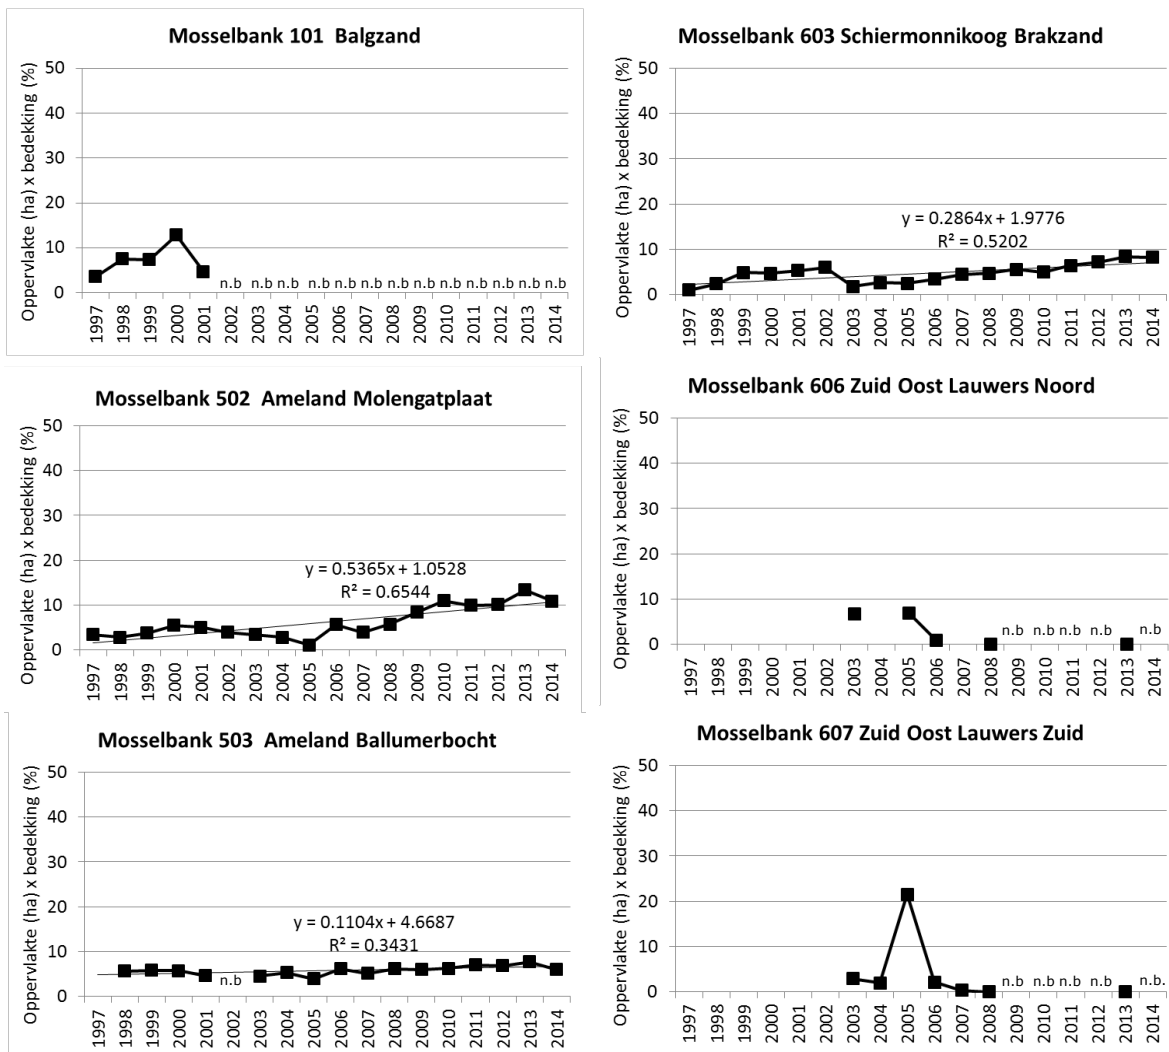 Mosselbank 101 Balgzand
Oppervlakte (ha) x bedekking (%)
50
40
30
20
10
0
n.b n.b n.b n.b n.b n.b n.b n.b n.b n.b n.b n.b n.b
1997 1998 1999 2000 2001 2002 2003 2004 2005 2006 2007 2008 2009 2010 2011 2012 2013 2014
Mosselbank 603 Schiermonnikoog Brakzand
Oppervlakte (ha) x bedekking (%)
50
40
30
20
10
0
y = 0.2864x + 1.9776
R² = 0.5202
1997 1998 1999 2000 2001 2002 2003 2004 2005 2006 2007 2008 2009 2010 2011 2012 2013 2014
Mosselbank 502 Ameland Molengatplaat
Oppervlakte (ha) x bedekking (%)
50
40
30
20
10
0
y = 0.5365x + 1.0528
R² = 0.6544
1997 1998 1999 2000 2001 2002 2003 2004 2005 2006 2007 2008 2009 2010 2011 2012 2013 2014
Mosselbank 606 Zuid Oost Lauwers Noord
Oppervlakte (ha) x bedekking (%)
50
40
30
20
10
0
n.b n.b n.b n.b n.b
1997 1998 1999 2000 2001 2002 2003 2004 2005 2006 2007 2008 2009 2010 2011 2012 2013 2014
Mosselbank 503 Ameland Ballumerbocht
Oppervlakte (ha) x bedekking (%)
50
40
30
20
10
0
y = 0.1104x + 4.6687
R² = 0.3431
n.b
1997 1998 1999 2000 2001 2002 2003 2004 2005 2006 2007 2008 2009 2010 2011 2012 2013 2014
Mosselbank 607 Zuid Oost Lauwers Zuid
Oppervlakte (ha) x bedekking (%)
50
40
30
20
10
0
n.b n.b n.b n.b n.b.
1997 1998 1999 2000 2001 2002 2003 2004 2005 2006 2007 2008 2009 2010 2011 2012 2013 2014